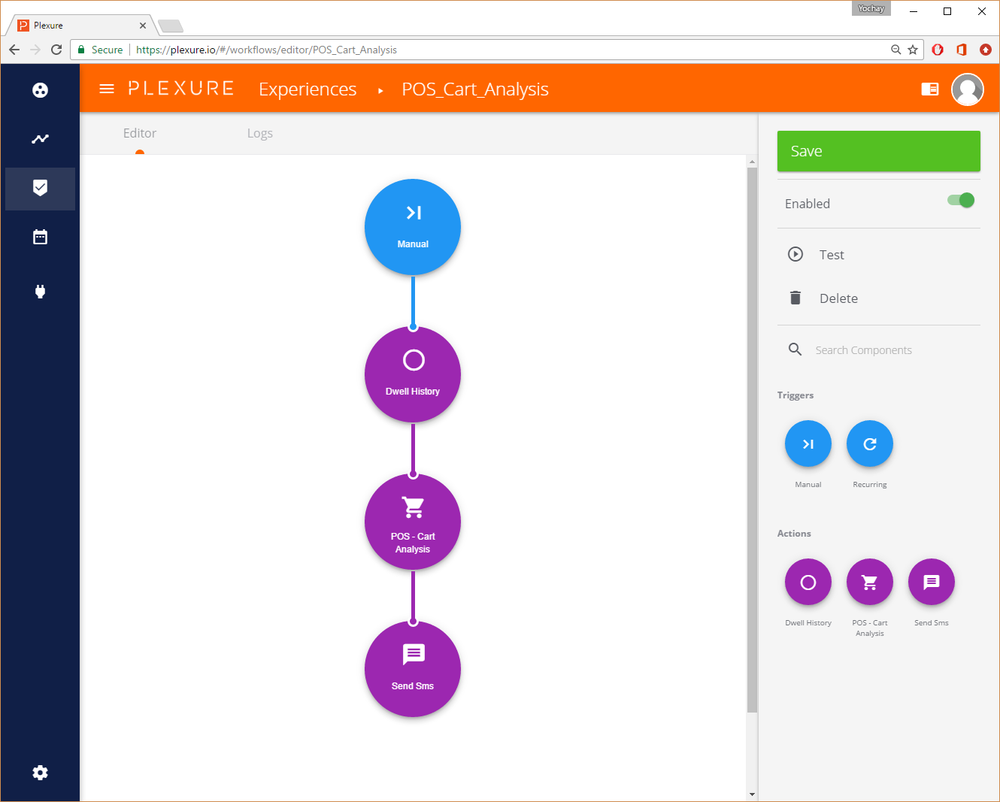 Yochay
Plexure
Secure
https://plexure.io/#/workflows/editor/POS_Cart_Analysis
PLEXURE
Experiences
POS_Cart_Analysis
Editor
Logs
Manual
Dwell History
POS - Cart
Analysis
Send Sms
Save
Enabled
Test
Delete
Search Components
Triggers
Manual
Recurring
Actions
Dwell History
POS - Cart
Analysis
Send Sms